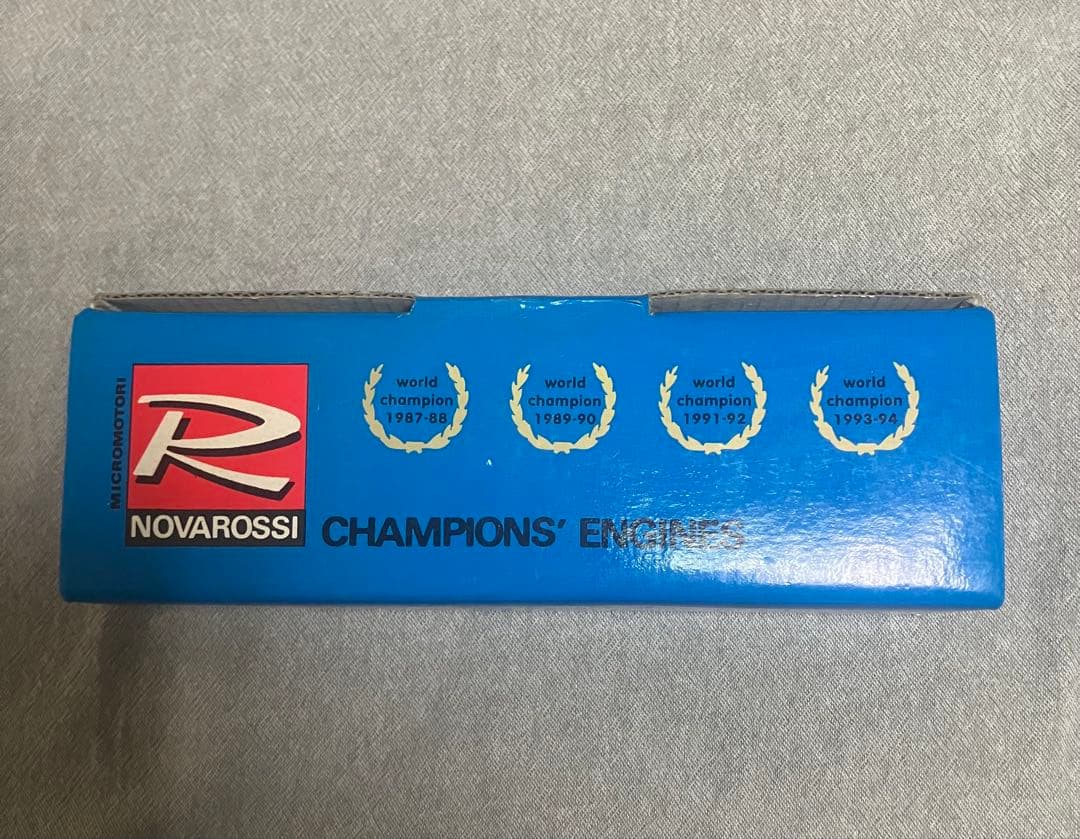 MICROMOTORI
R
NOVAROSSI
world
champion
1987-88
world
champion
1989-90
world
champion
1991-92
world
champion
1993-94
CHAMPIONS' ENGINES